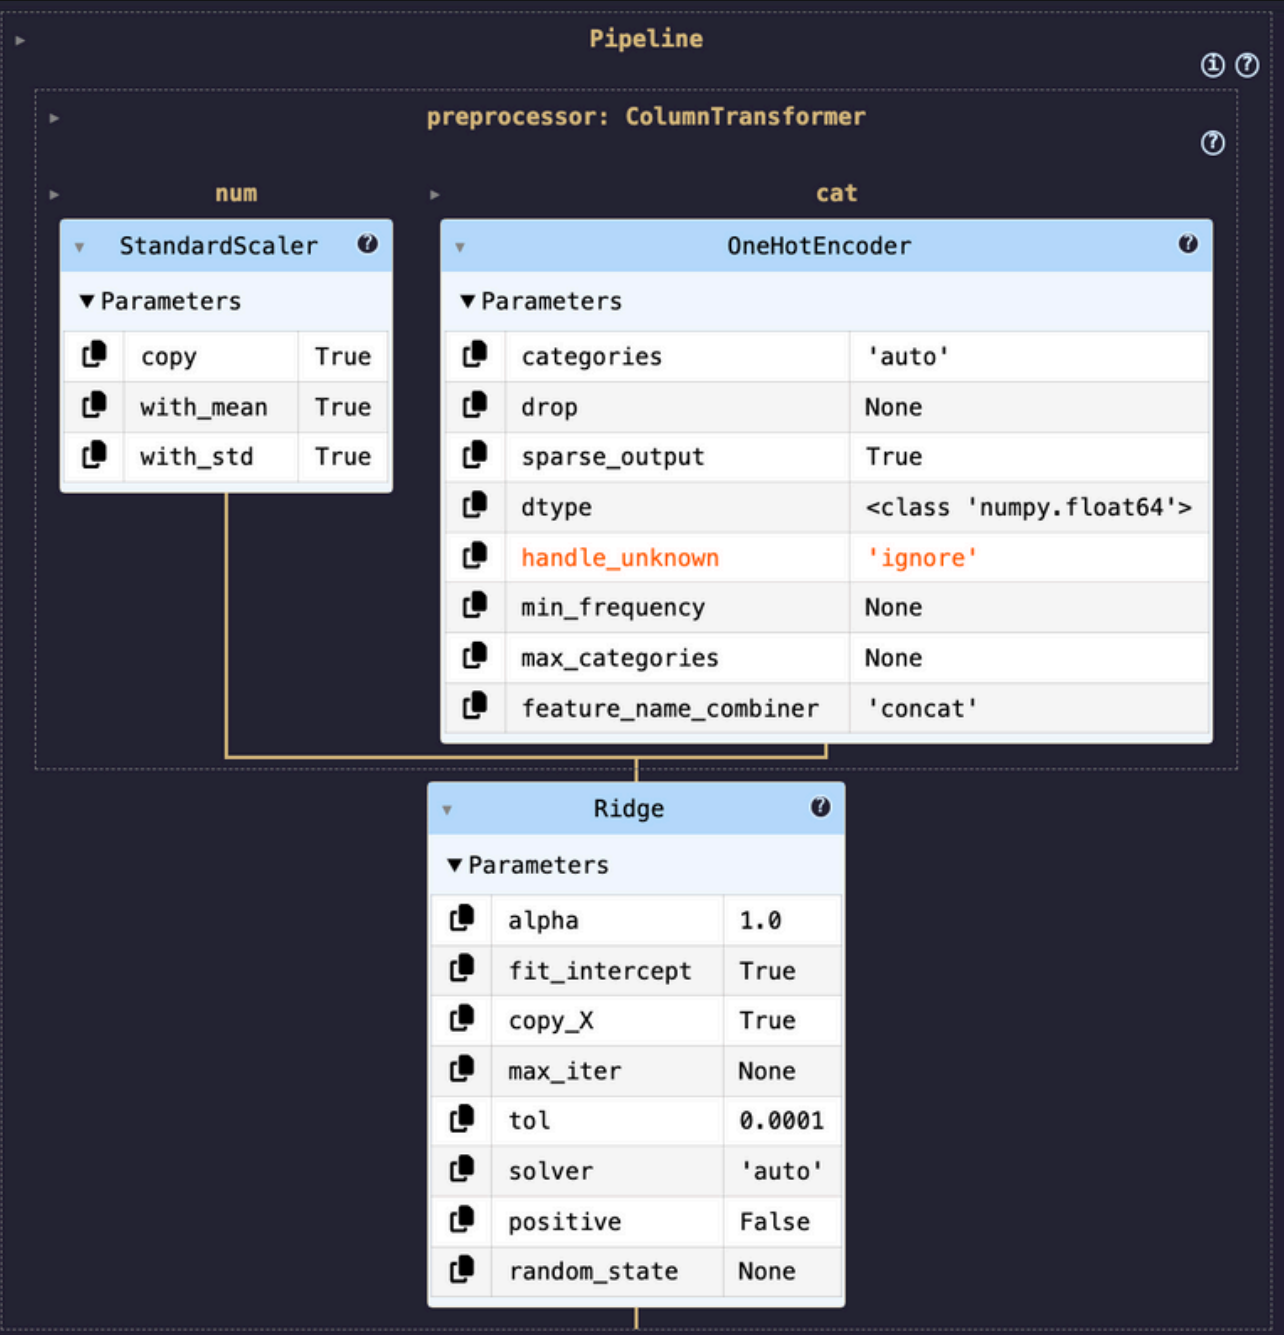 Pipeline
preprocessor: ColumnTransformer
num
cat
StandardScaler
Parameters
copy True
with_mean True
with_std True
OneHotEncoder
Parameters
categories 'auto'
drop None
sparse_output True
dtype <class 'numpy.float64'>
handle_unknown 'ignore'
min_frequency None
max_categories None
feature_name_combiner 'concat'
Ridge
Parameters
alpha 1.0
fit_intercept True
copy_X True
max_iter None
tol 0.0001
solver 'auto'
positive False
random_state None